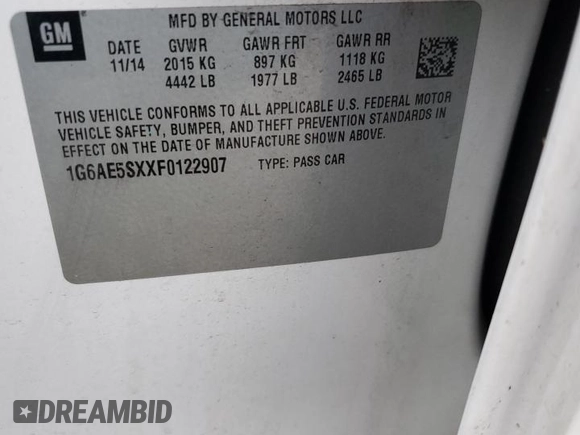 GM
MFD BY GENERAL MOTORS LLC
DATE GVWR GAWR FRT GAWR RR
11/14 2015 KG 897 KG 1118 KG
4442 LB 1977 LB 2465 LB
THIS VEHICLE CONFORMS TO ALL APPLICABLE U.S. FEDERAL MOTOR
VEHICLE SAFETY, BUMPER, AND THEFT PREVENTION STANDARDS IN
EFFECT ON THE DATE OF MANUFACTURE SHOWN ABOVE.
1G6AE5SXXF0122907 TYPE: PASS CAR
DREAMBID